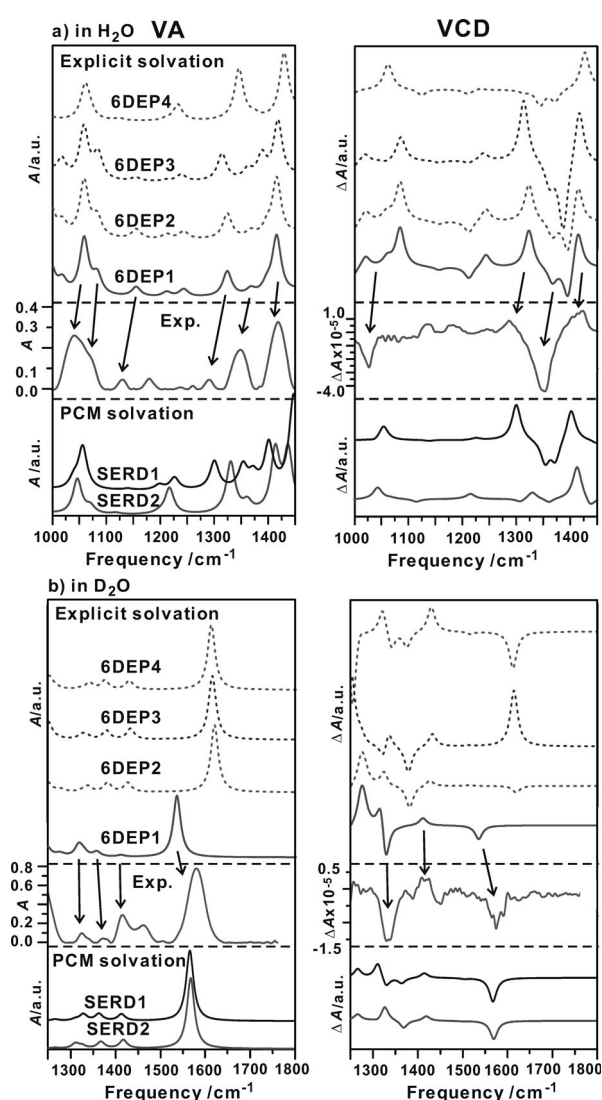 a) in H₂O VA VCD
Explicit solvation
6DEP4
6DEP3
6DEP2
6DEP1
A/a.u.
ΔA/a.u.
Exp.
0.4
0.3
0.1
0.0
A
1.0
-4.0
ΔAx10⁻⁵
PCM solvation
SERD1
SERD2
A/a.u.
ΔA/a.u.
1000 1100 1200 1300 1400
1000 1100 1200 1300 1400
Frequency /cm⁻¹
Frequency /cm⁻¹
b) in D₂O
Explicit solvation
6DEP4
6DEP3
6DEP2
6DEP1
A/a.u.
ΔA/a.u.
Exp.
0.8
0.6
0.2
0.0
A
0.5
-1.5
ΔAx10⁻⁵
PCM solvation
SERD1
SERD2
A/a.u.
ΔA/a.u.
1300 1400 1500 1600 1700 1800
1300 1400 1500 1600 1700 1800
Frequency/cm⁻¹
Frequency/cm⁻¹